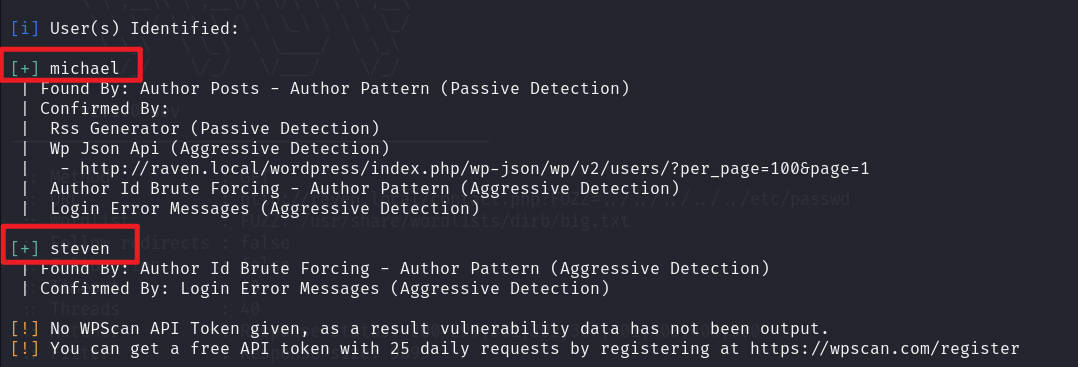 [i] User(s) Identified:
[+] michael
| Found By: Author Posts - Author Pattern (Passive Detection)
| Confirmed By:
|  Rss Generator (Passive Detection)
|  Wp Json Api (Aggressive Detection)
|   - http://raven.local/wordpress/index.php/wp-json/wp/v2/users/?per_page=100&page=1
|  Author Id Brute Forcing - Author Pattern (Aggressive Detection)
|  Login Error Messages (Aggressive Detection)
[+] steven
| Found By: Author Id Brute Forcing - Author Pattern (Aggressive Detection)
| Confirmed By: Login Error Messages (Aggressive Detection)
[!] No WPScan API Token given, as a result vulnerability data has not been output.
[!] You can get a free API token with 25 daily requests by registering at https://wpscan.com/register